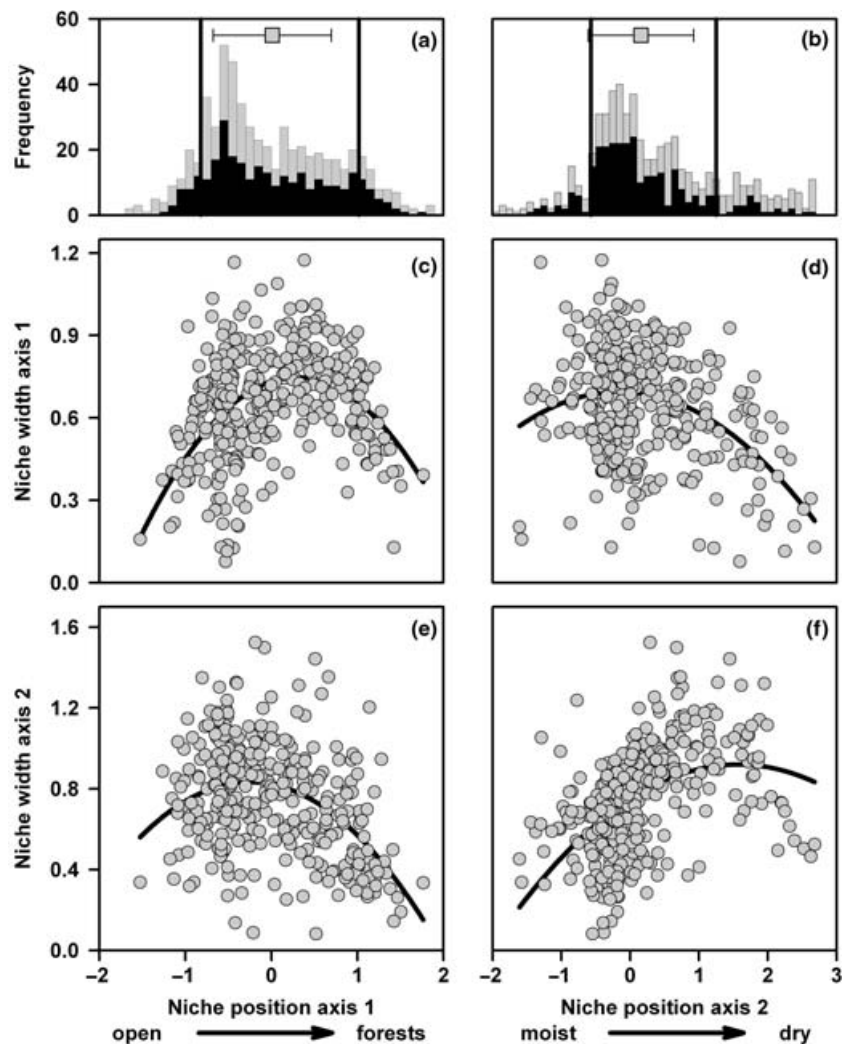 60
40
20
0
Frequency
(a)
(b)
1.2
0.9
0.6
0.3
0.0
Niche width axis 1
(c)
(d)
1.6
1.2
0.8
0.4
0.0
Niche width axis 2
(e)
(f)
−2 −1 0 1 2
−2 −1 0 1 2 3
Niche position axis 1
Niche position axis 2
open forests
moist dry